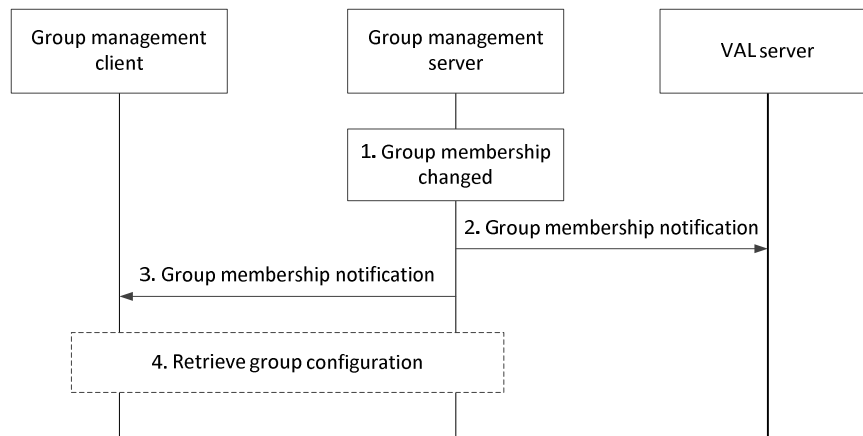 Group management
client
Group management
server
VAL server
1. Group membership
changed
2. Group membership notification
3. Group membership notification
4. Retrieve group configuration